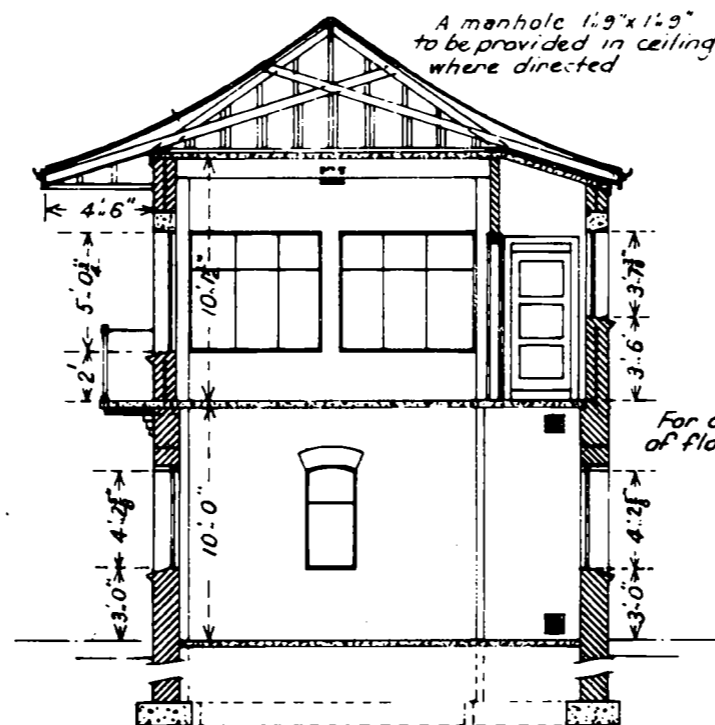 A manhole 1'.9" x 1'.9"
to be provided in ceiling
where directed
4'.6"
5'-0¼"
10'-1½"
3'-7⅞"
2'
3'.6"
For
of flo
4'-2⅝"
10'-0"
4'-2⅝"
3'-0"
3'-0"